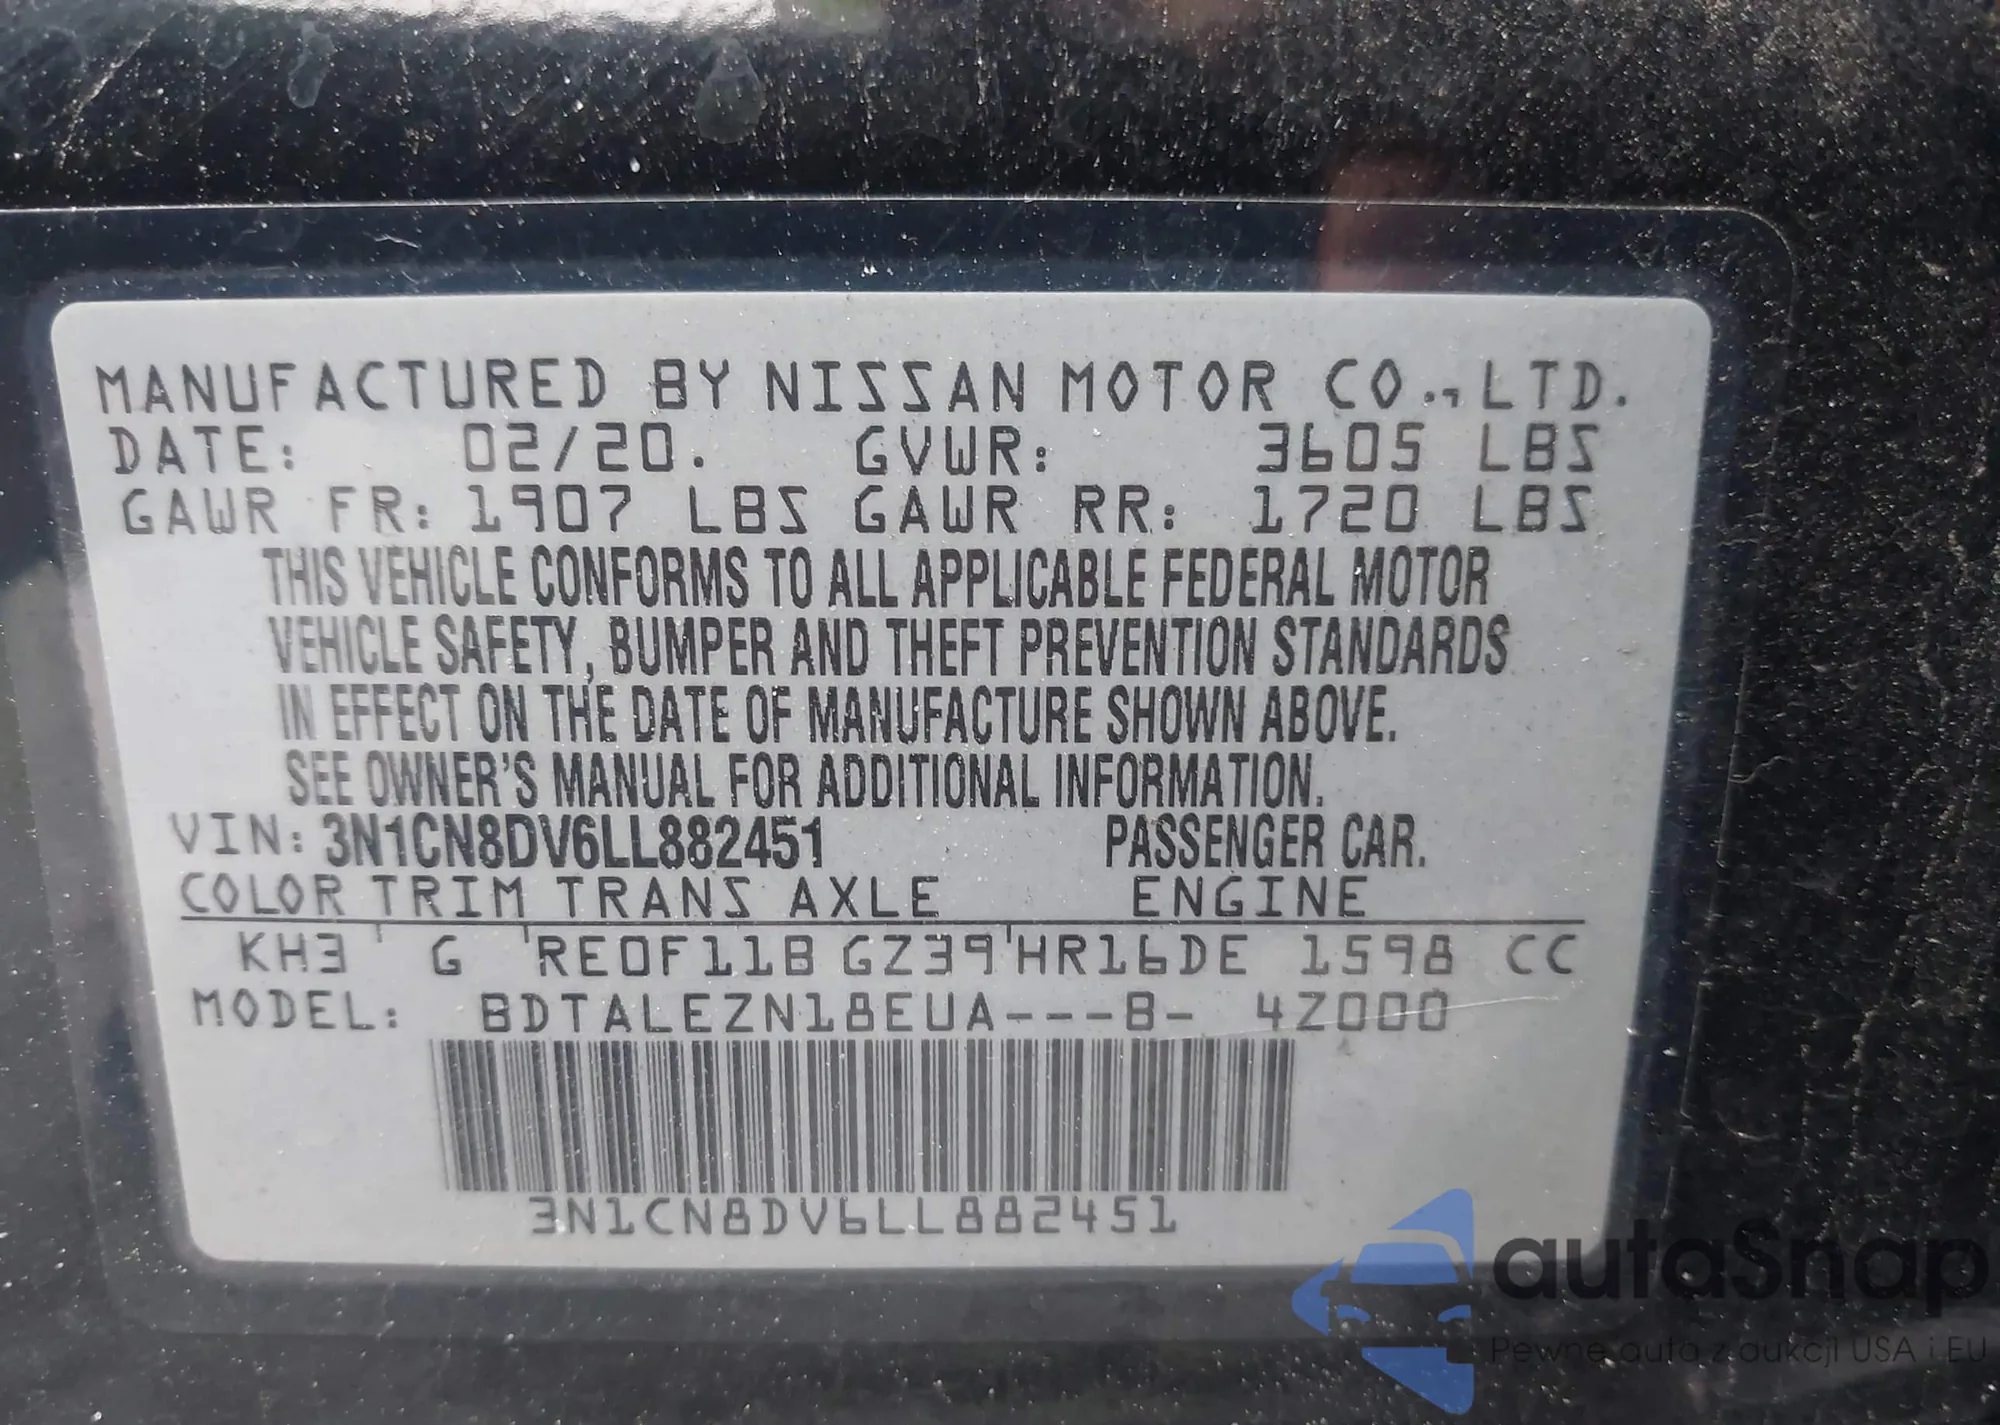 MANUFACTURED BY NISSAN MOTOR CO., LTD.
DATE: 02/20. GVWR: 3605 LBS
GAWR FR: 1907 LBS GAWR RR: 1720 LBS
THIS VEHICLE CONFORMS TO ALL APPLICABLE FEDERAL MOTOR
VEHICLE SAFETY, BUMPER AND THEFT PREVENTION STANDARDS
IN EFFECT ON THE DATE OF MANUFACTURE SHOWN ABOVE.
SEE OWNER'S MANUAL FOR ADDITIONAL INFORMATION.
VIN: 3N1CN8DV6LL882451 PASSENGER CAR.
COLOR TRIM TRANS AXLE ENGINE
KH3 ' G 'RE0F11B GZ39'HR16DE 1598 CC
MODEL: BDTALEZN18EUA---B- 4Z000
3N1CN8DV6LL882451
autaSnap
Pewne auta z aukcji USA i EU